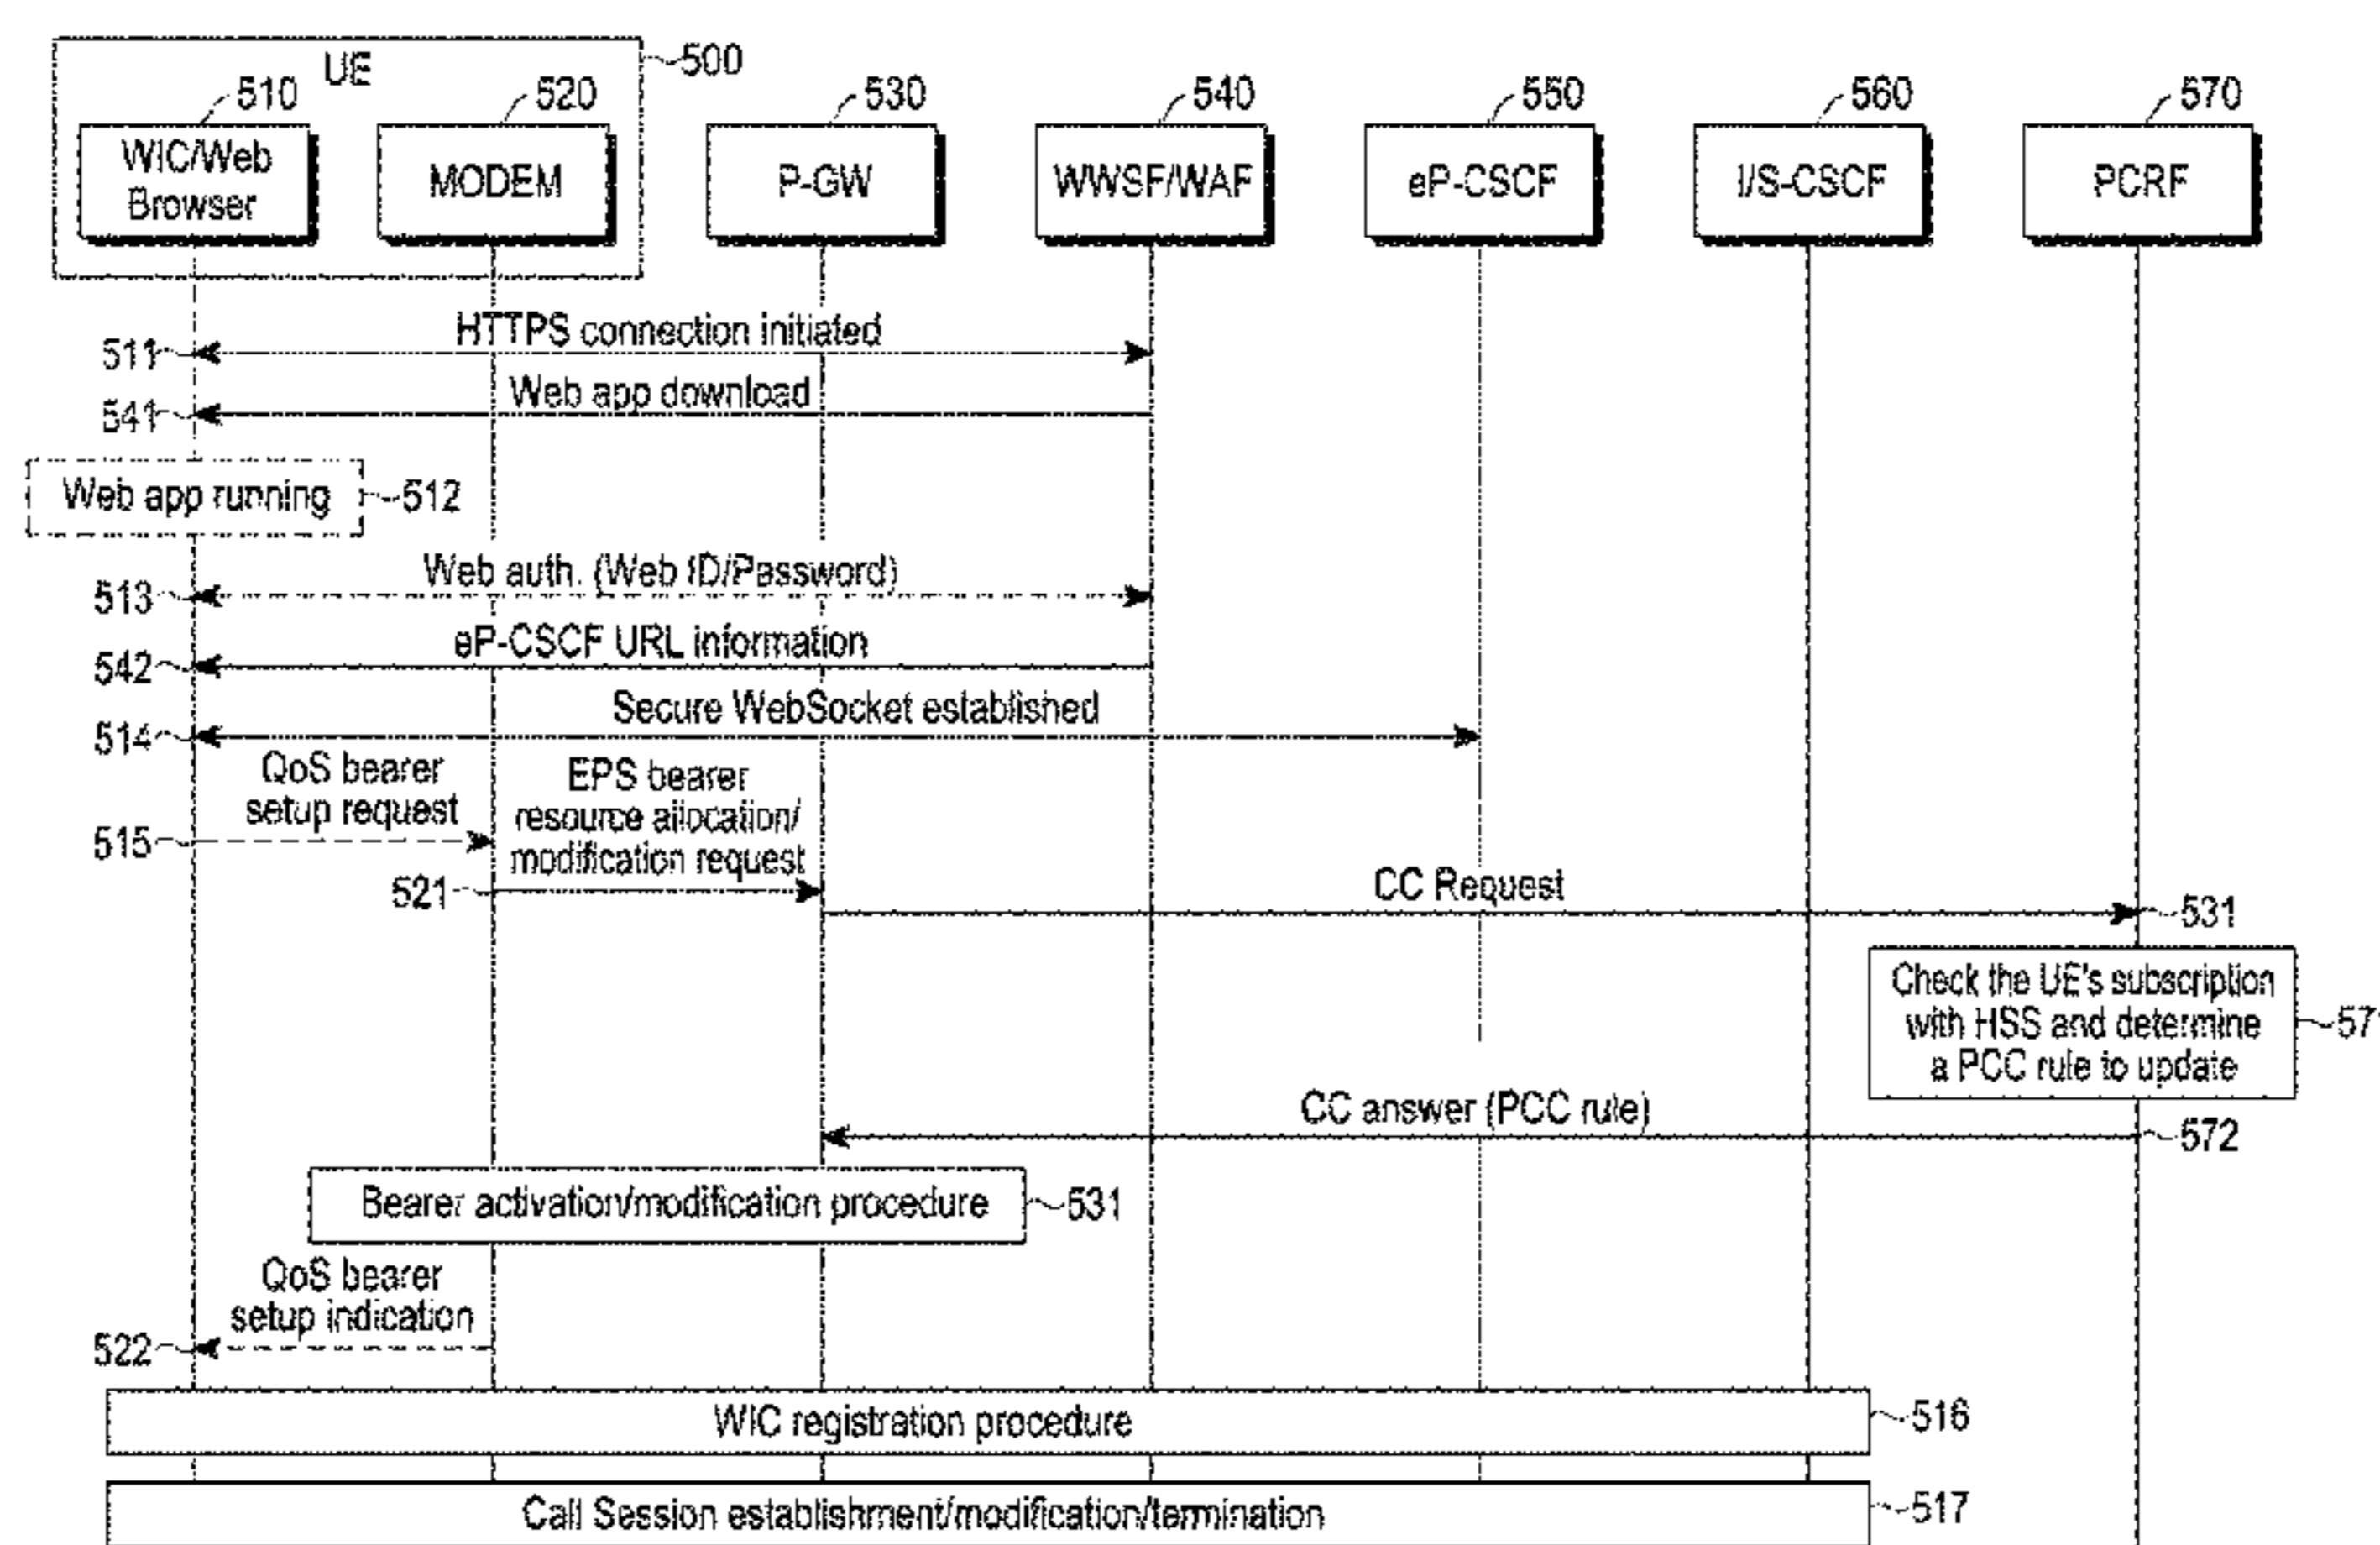 UE
500
510
520
530
540
550
560
570
WIC/Web
Browser
MODEM
P-GW
WWSF/WAF
eP-CSCF
I/S-CSCF
PCRF
HTTPS connection initiated
511
Web app download
541
Web app running
512
Web auth. (Web ID/Password)
513
eP-CSCF URL information
542
Secure WebSocket established
514
QoS bearer
setup request
515
EPS bearer
resource allocation/
modification request
521
CC Request
531
Check the UE's subscription
with HSS and determine
a PCC rule to update
57
CC answer (PCC rule)
572
Bearer activation/modification procedure
531
QoS bearer
setup indication
522
WIC registration procedure
516
Call Session establishment/modification/termination
517